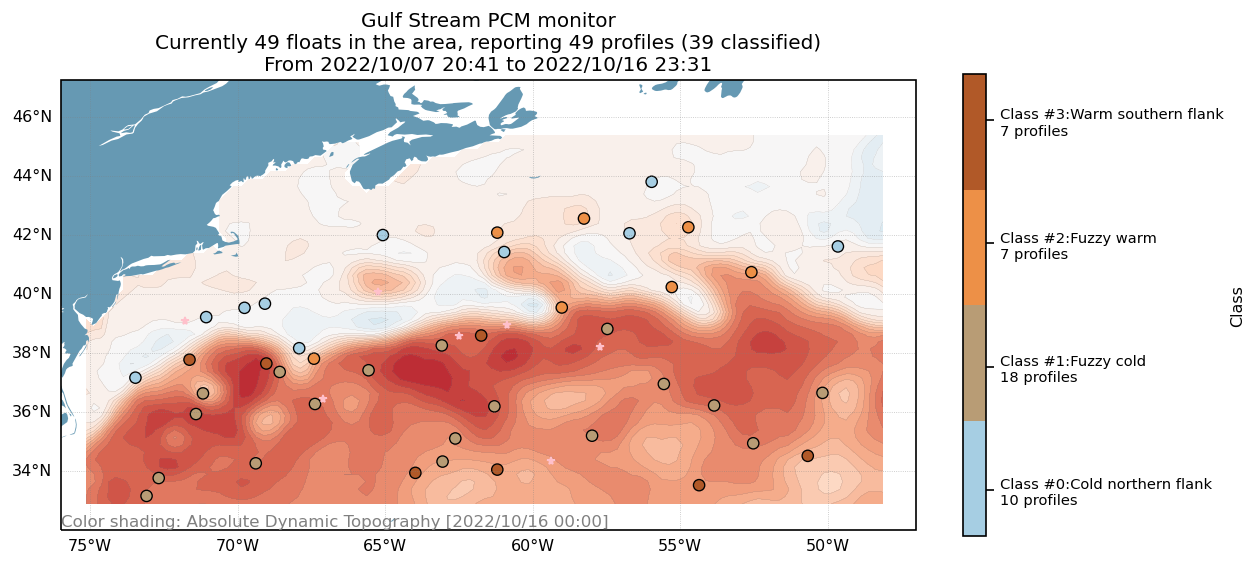 Gulf Stream PCM monitor
Currently 49 floats in the area, reporting 49 profiles (39 classified)
From 2022/10/07 20:41 to 2022/10/16 23:31
46°N
44°N
42°N
40°N
38°N
36°N
34°N
Color shading: Absolute Dynamic Topography [2022/10/16 00:00]
75°W
70°W
65°W
60°W
55°W
50°W
Class #3:Warm southern flank
7 profiles
Class #2:Fuzzy warm
7 profiles
Class #1:Fuzzy cold
18 profiles
Class #0:Cold northern flank
10 profiles
Class